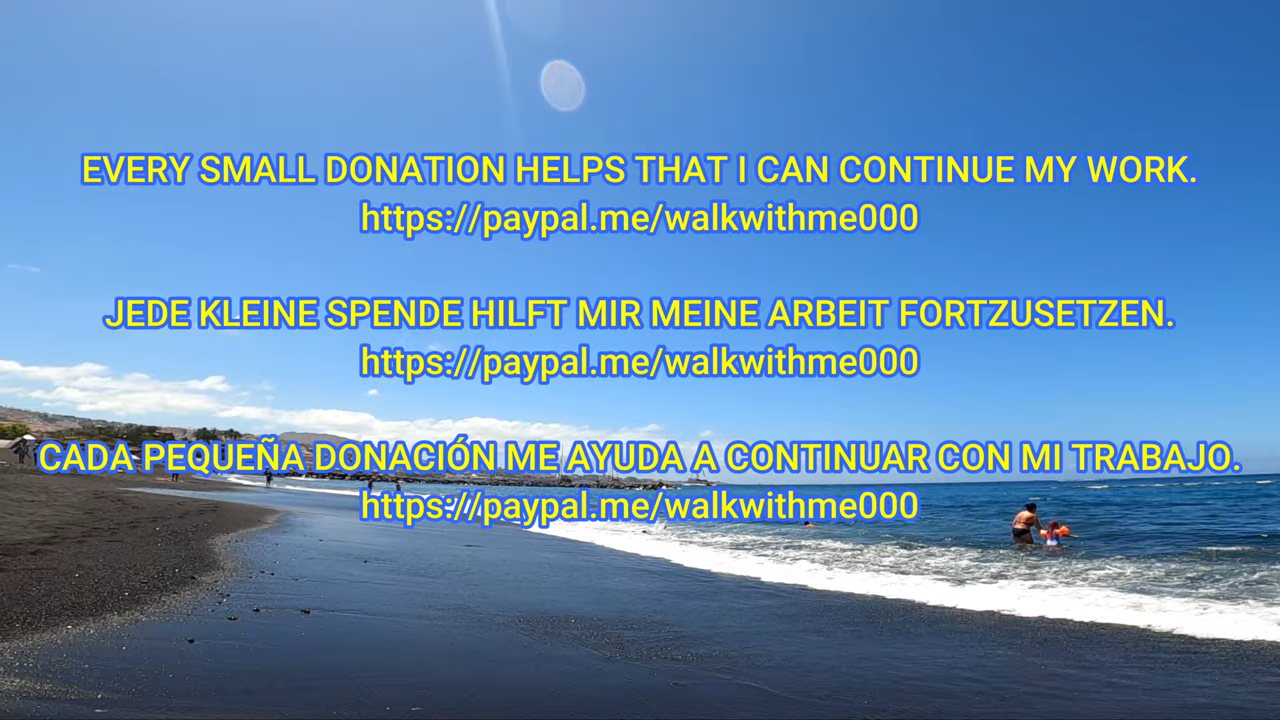 EVERY SMALL DONATION HELPS THAT I CAN CONTINUE MY WORK.
https://paypal.me/walkwithme000
JEDE KLEINE SPENDE HILFT MIR MEINE ARBEIT FORTZUSETZEN.
https://paypal.me/walkwithme000
CADA PEQUEÑA DONACIÓN ME AYUDA A CONTINUAR CON MI TRABAJO.
https://paypal.me/walkwithme000